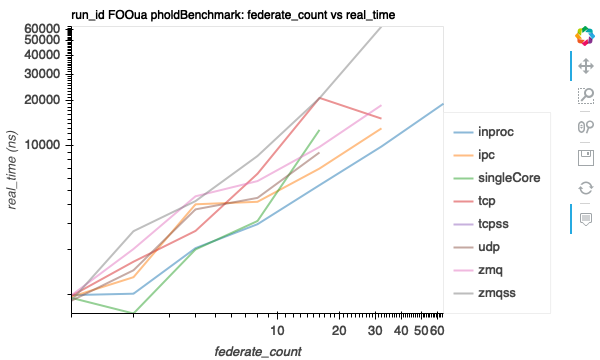 run_id FOOua pholdBenchmark: federate_count vs real_time
real_time (ns)
60000
50000
40000
30000
20000
10000
10
20
30
40
50
60
federate_count
inproc
ipc
singleCore
tcp
tcpss
udp
zmq
zmqss